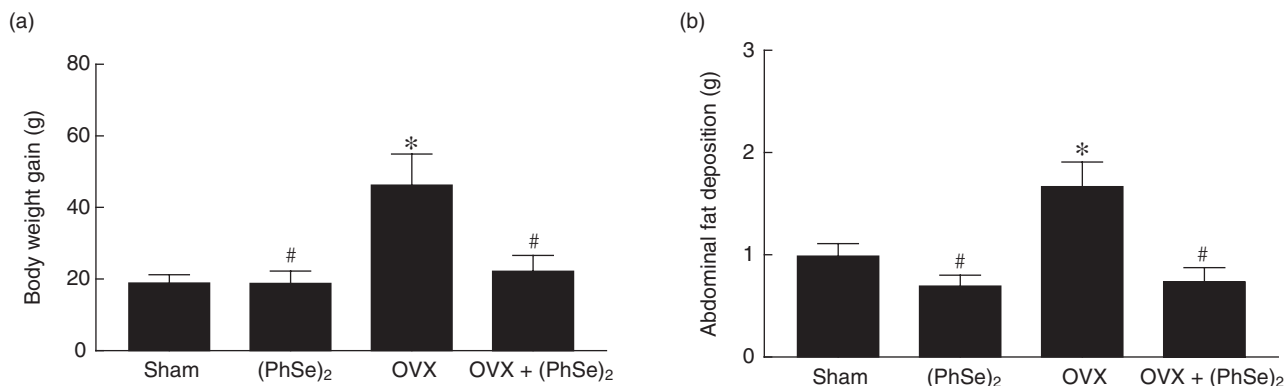 (a)
80
60
40
20
0
Body weight gain (g)
*
#
#
Sham (PhSe)₂ OVX OVX + (PhSe)₂
(b)
3
2
1
0
Abdominal fat deposition (g)
*
#
#
Sham (PhSe)₂ OVX OVX + (PhSe)₂